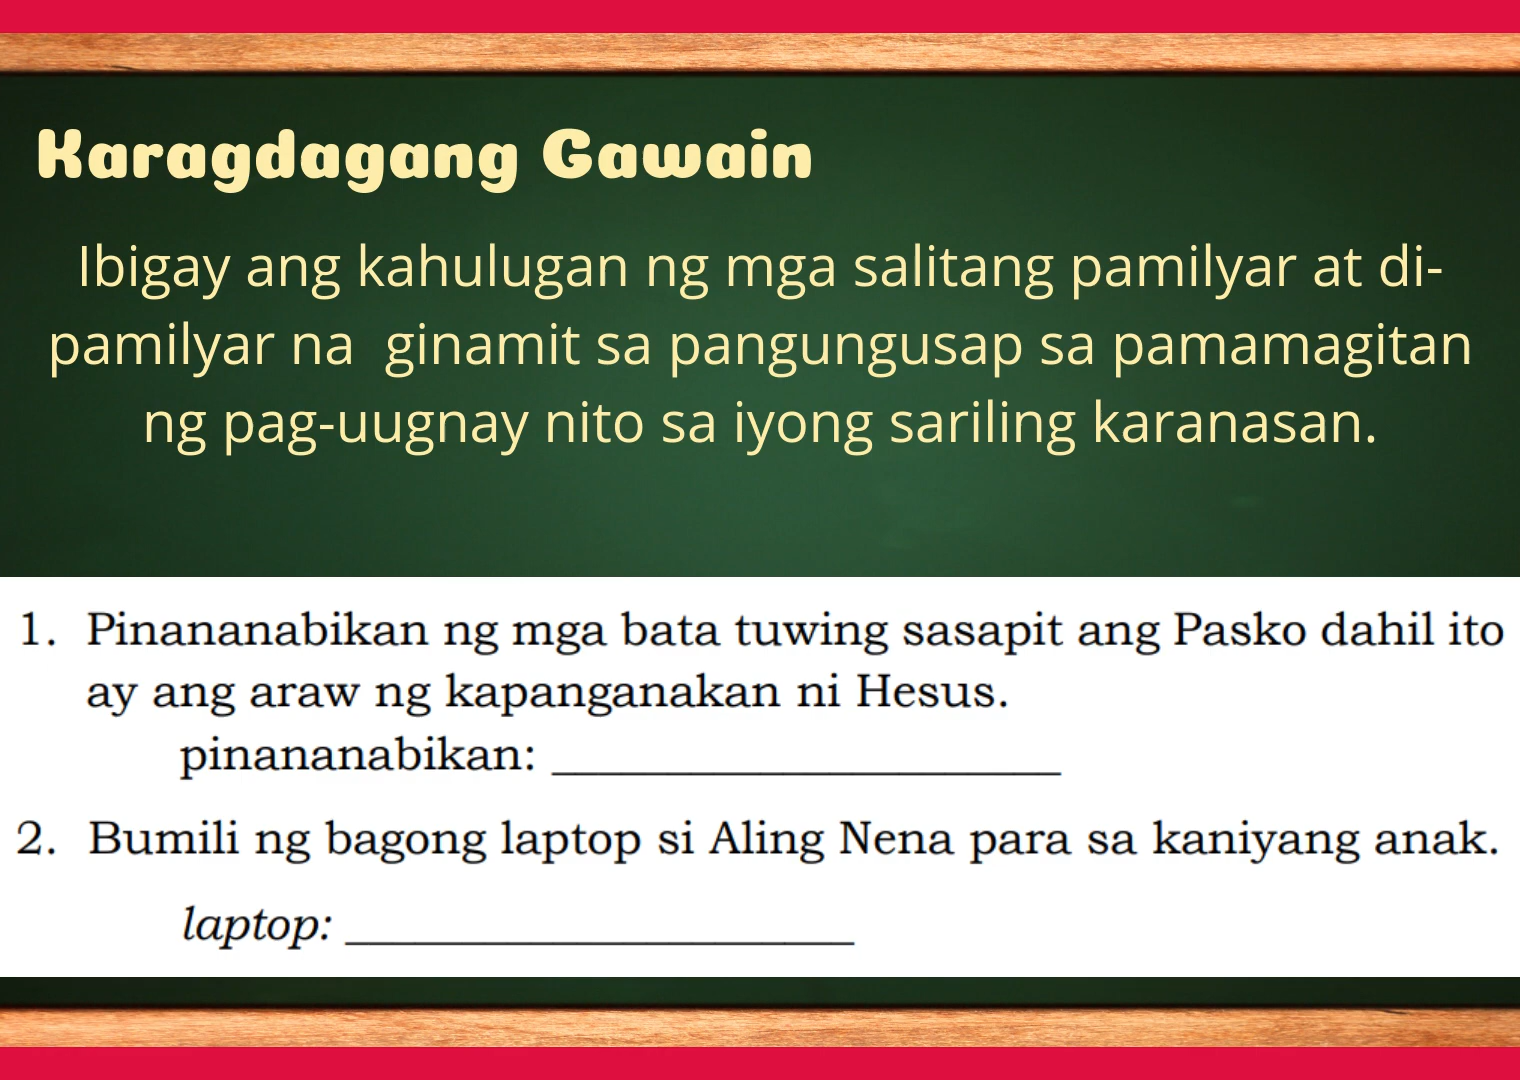 Karagdagang Gawain
Ibigay ang kahulugan ng mga salitang pamilyar at di-
pamilyar na  ginamit sa pangungusap sa pamamagitan
ng pag-uugnay nito sa iyong sariling karanasan.
1. Pinananabikan ng mga bata tuwing sasapit ang Pasko dahil ito
ay ang araw ng kapanganakan ni Hesus.
pinananabikan: ______________________
2. Bumili ng bagong laptop si Aling Nena para sa kaniyang anak.
laptop: ______________________